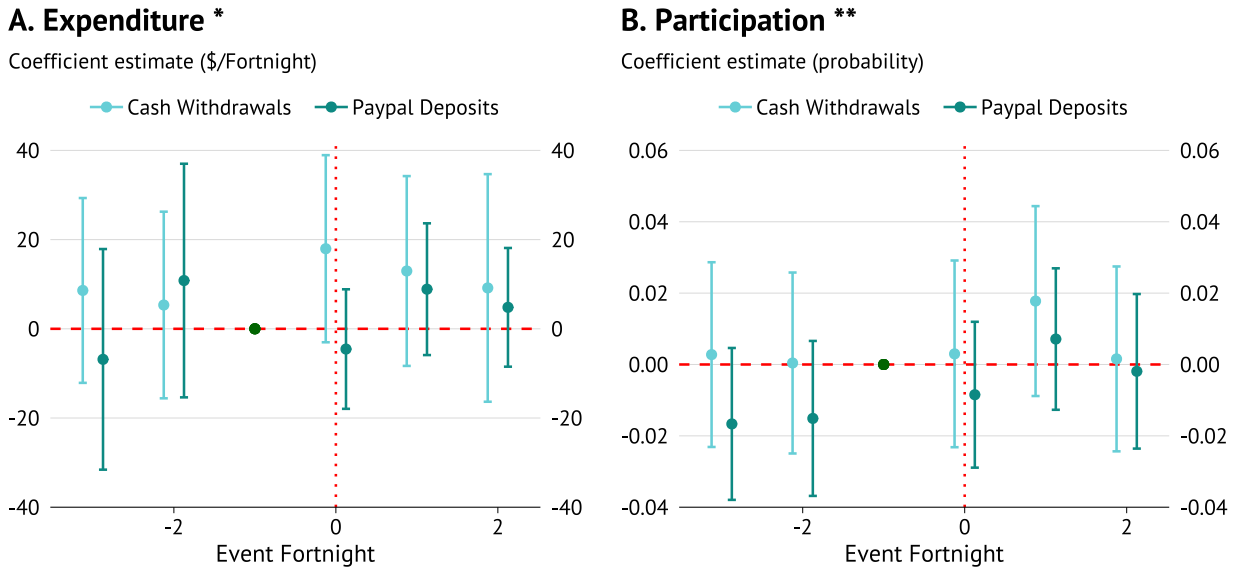 A. Expenditure *
Coefficient estimate ($/Fortnight)
Cash Withdrawals Paypal Deposits
40 40
20 20
0 0
-20 -20
-40 -40
-2 0 2
Event Fortnight
B. Participation **
Coefficient estimate (probability)
Cash Withdrawals Paypal Deposits
0.06 0.06
0.04 0.04
0.02 0.02
0.00 0.00
-0.02 -0.02
-0.04 -0.04
-2 0 2
Event Fortnight